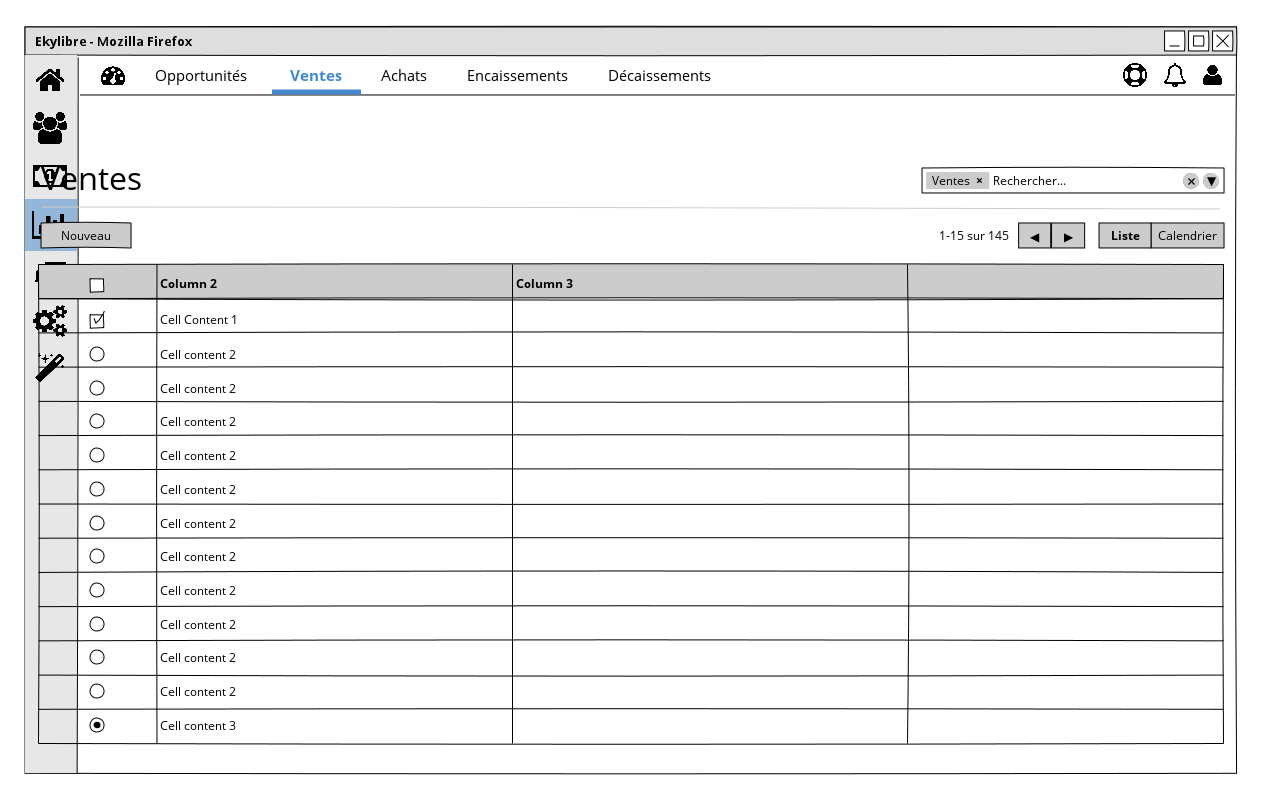 Ekylibre - Mozilla Firefox
Opportunités Ventes Achats Encaissements Décaissements
Ventes
Ventes × Rechercher...
Nouveau
1-15 sur 145
Liste Calendrier
Column 2 Column 3
Cell Content 1
Cell content 2
Cell content 2
Cell content 2
Cell content 2
Cell content 2
Cell content 2
Cell content 2
Cell content 2
Cell content 2
Cell content 2
Cell content 2
Cell content 3